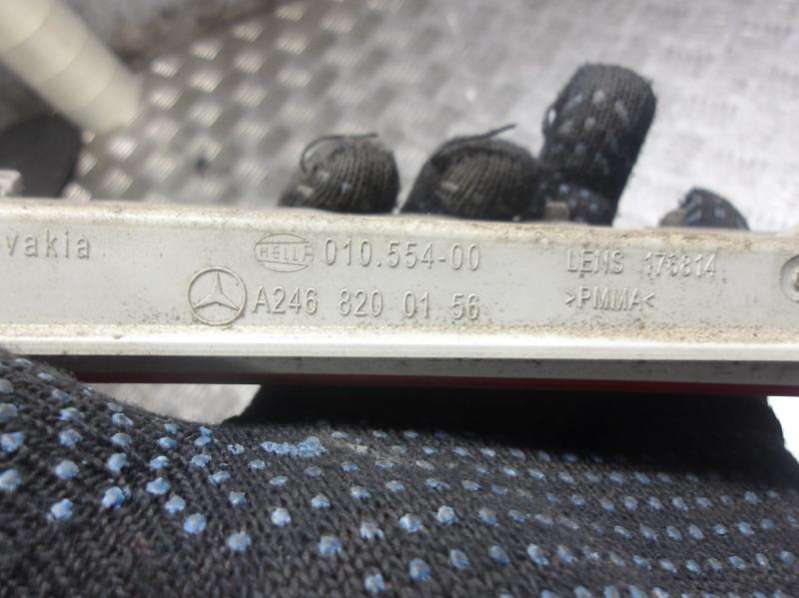 vakia
HELLA 010.554-00
A246 820 01 56
LENS 176814
>PMMA<